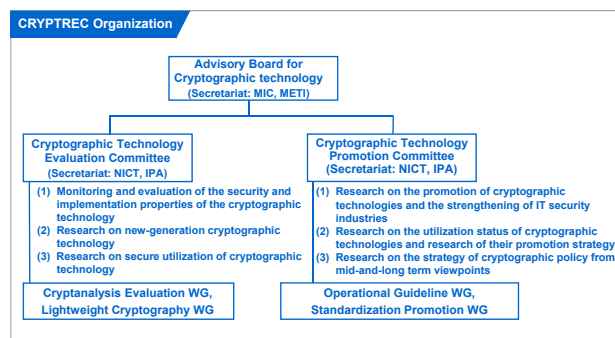 CRYPTREC Organization
Advisory Board for
Cryptographic technology
(Secretariat: MIC, METI)
Cryptographic Technology
Evaluation Committee
(Secretariat: NICT, IPA)
(1) Monitoring and evaluation of the security and
implementation properties of the cryptographic
technology
(2) Research on new-generation cryptographic
technology
(3) Research on secure utilization of cryptographic
technology
Cryptanalysis Evaluation WG,
Lightweight Cryptography WG
Cryptographic Technology
Promotion Committee
(Secretariat: NICT, IPA)
(1) Research on the promotion of cryptographic
technologies and the strengthening of IT security
industries
(2) Research on the utilization status of cryptographic
technologies and research of their promotion strategy
(3) Research on the strategy of cryptographic policy from
mid-and-long term viewpoints
Operational Guideline WG,
Standardization Promotion WG